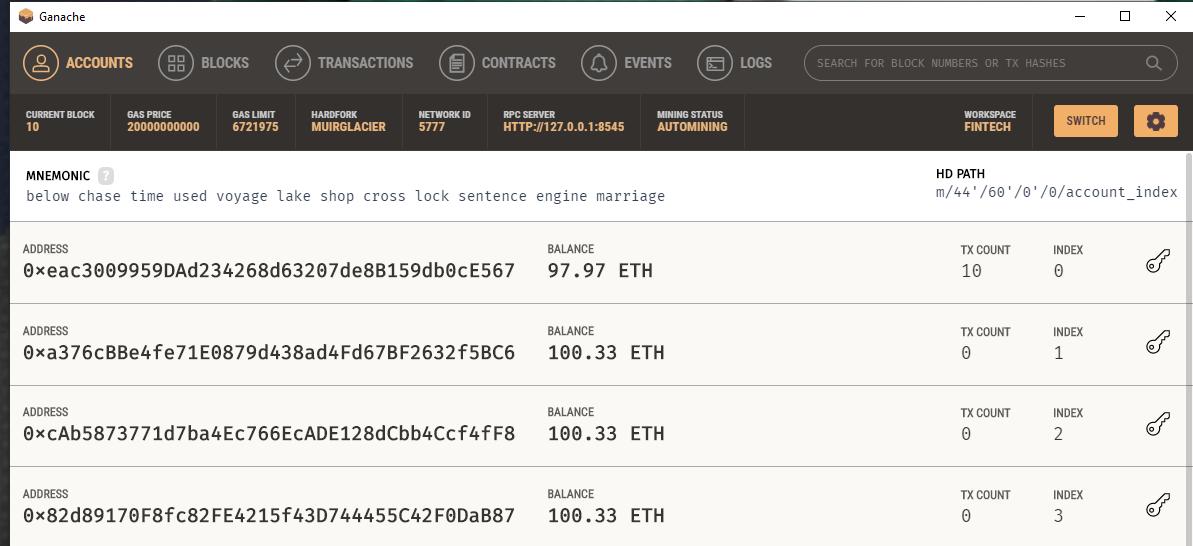 Ganache
ACCOUNTS BLOCKS TRANSACTIONS CONTRACTS EVENTS LOGS SEARCH FOR BLOCK NUMBERS OR TX HASHES
CURRENT BLOCK GAS PRICE GAS LIMIT HARDFORK NETWORK ID RPC SERVER MINING STATUS WORKSPACE
10 20000000000 6721975 MUIRGLACIER 5777 HTTP://127.0.0.1:8545 AUTOMINING FINTECH SWITCH
MNEMONIC ? HD PATH
below chase time used voyage lake shop cross lock sentence engine marriage m/44'/60'/0'/0/account_index
ADDRESS BALANCE TX COUNT INDEX
0×eac3009959DAd234268d63207de8B159db0cE567 97.97 ETH 10 0
ADDRESS BALANCE TX COUNT INDEX
0×a376cBBe4fe71E0879d438ad4Fd67BF2632f5BC6 100.33 ETH 0 1
ADDRESS BALANCE TX COUNT INDEX
0×cAb5873771d7ba4Ec766EcADE128dCbb4Ccf4fF8 100.33 ETH 0 2
ADDRESS BALANCE TX COUNT INDEX
0×82d89170F8fc82FE4215f43D744455C42F0DaB87 100.33 ETH 0 3